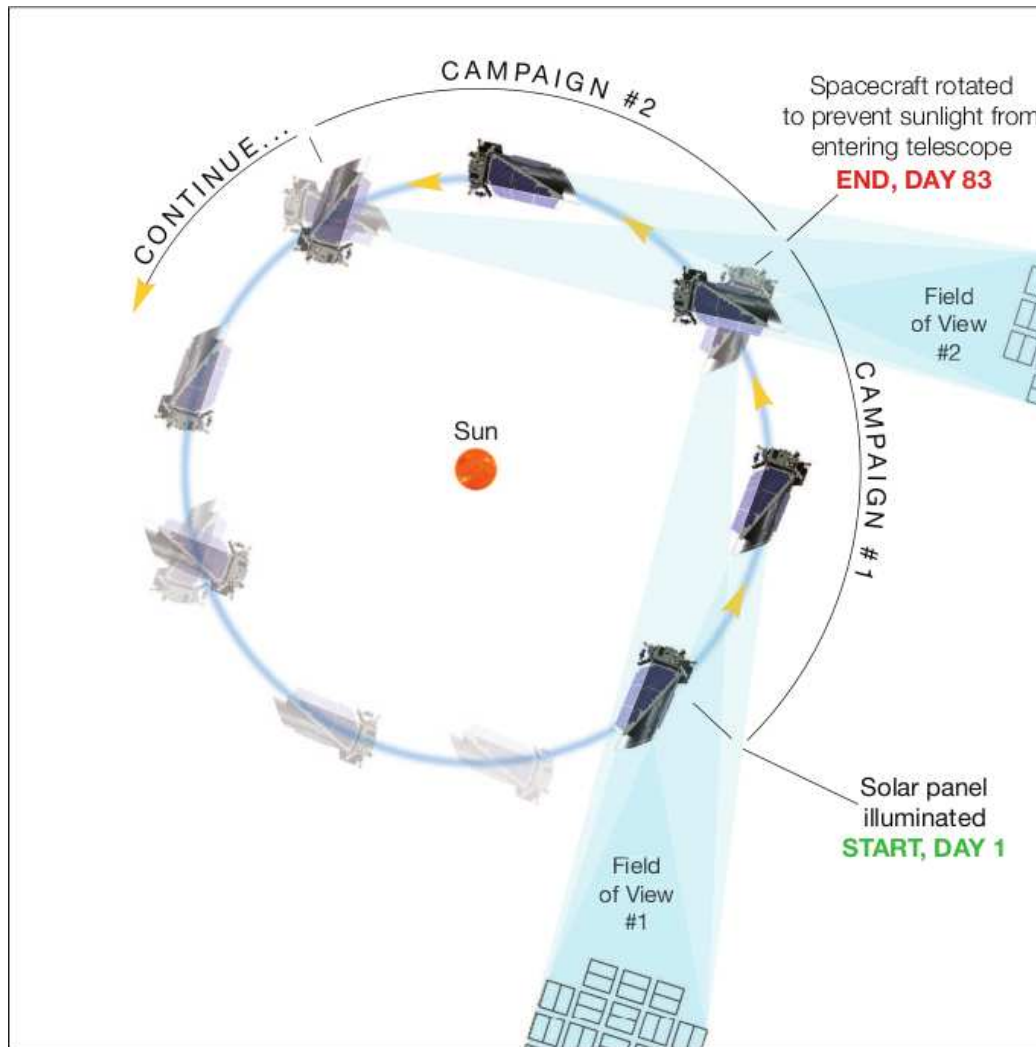 CAMPAIGN #2
Spacecraft rotated
to prevent sunlight from
entering telescope
END, DAY 83
CONTINUE...
Field
of View
#2
CAMPAIGN #1
Sun
Solar panel
illuminated
START, DAY 1
Field
of View
#1